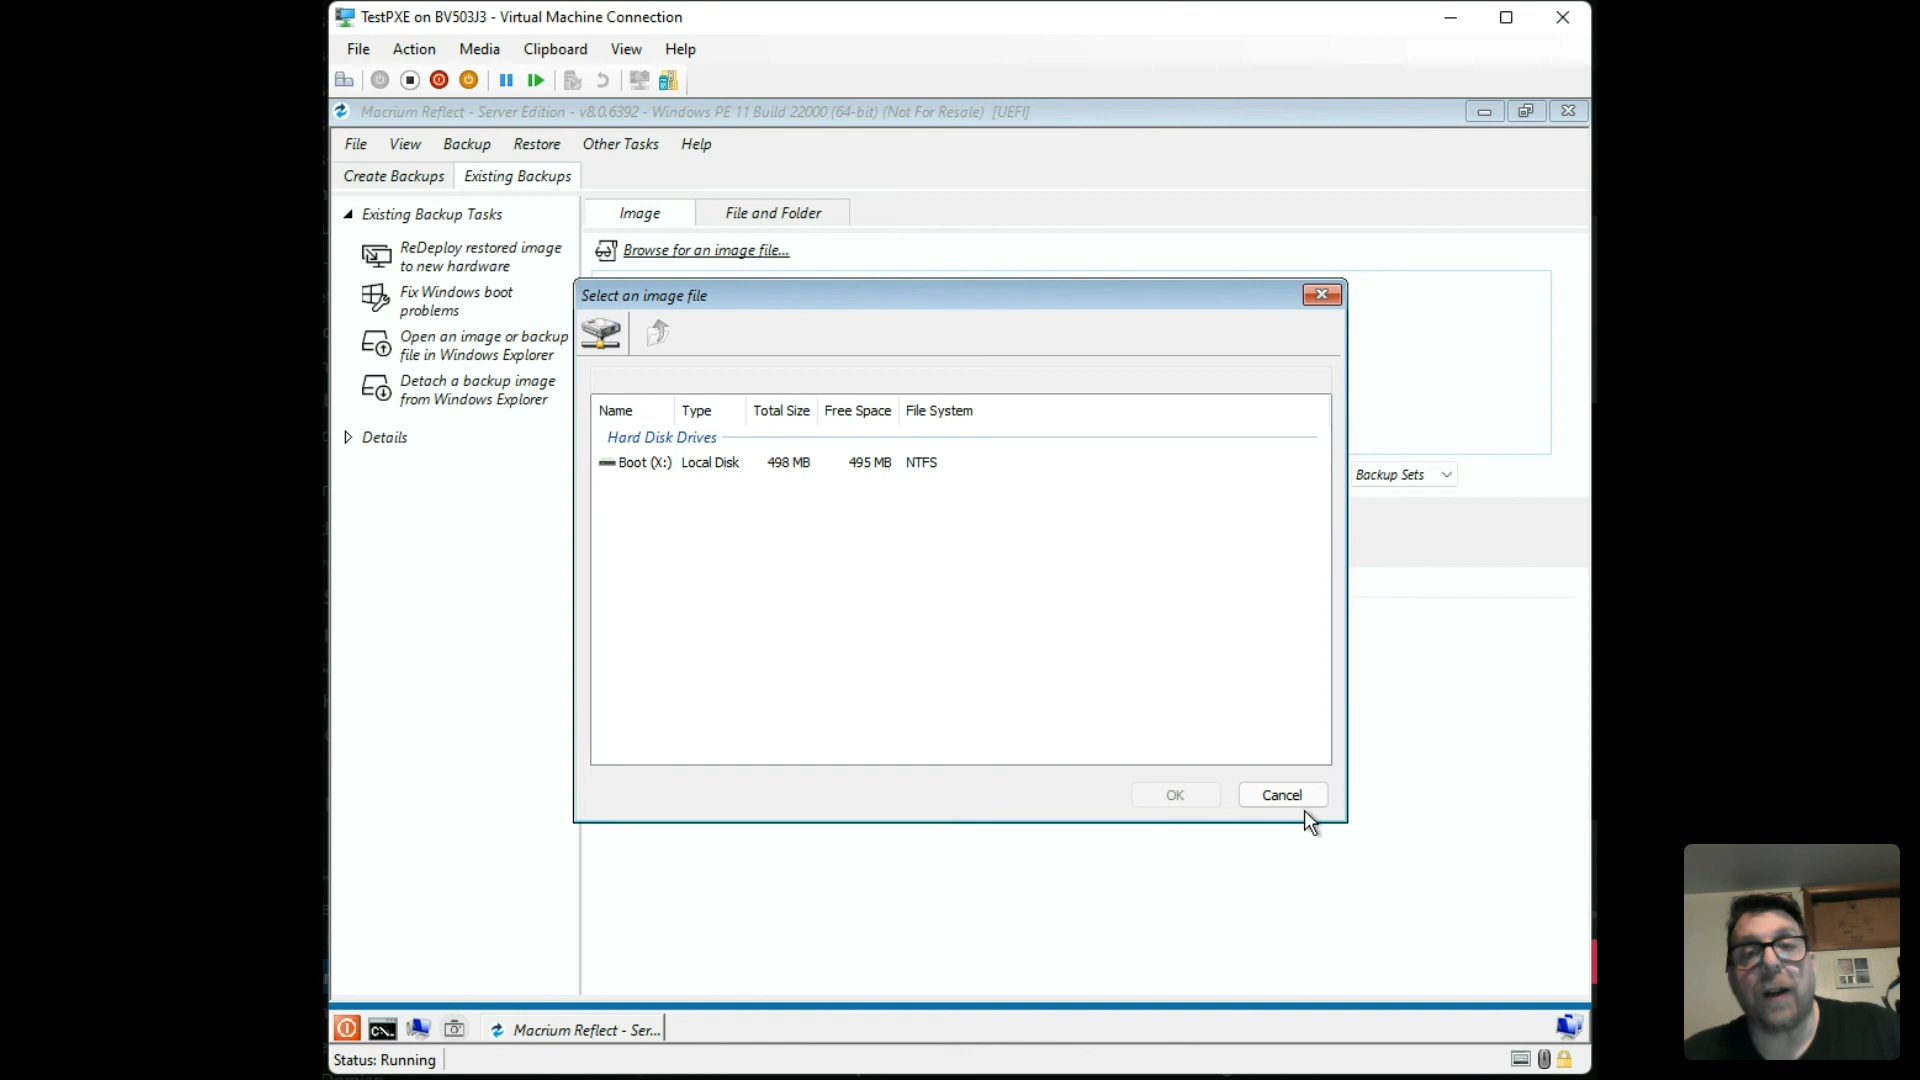 TestPXE on BV503J3 - Virtual Machine Connection
File Action Media Clipboard View Help
Macrium Reflect - Server Edition - v8.0.6392 - Windows PE 11 Build 22000 (64-bit) (Not For Resale) [UEFI]
File View Backup Restore Other Tasks Help
Create Backups Existing Backups
Existing Backup Tasks
ReDeploy restored image
to new hardware
Fix Windows boot
problems
Open an image or backup
file in Windows Explorer
Detach a backup image
from Windows Explorer
Details
Image File and Folder
Browse for an image file...
Select an image file
Name Type Total Size Free Space File System
Hard Disk Drives
Boot (X:) Local Disk 498 MB 495 MB NTFS
Backup Sets
OK Cancel
Macrium Reflect - Ser...
Status: Running